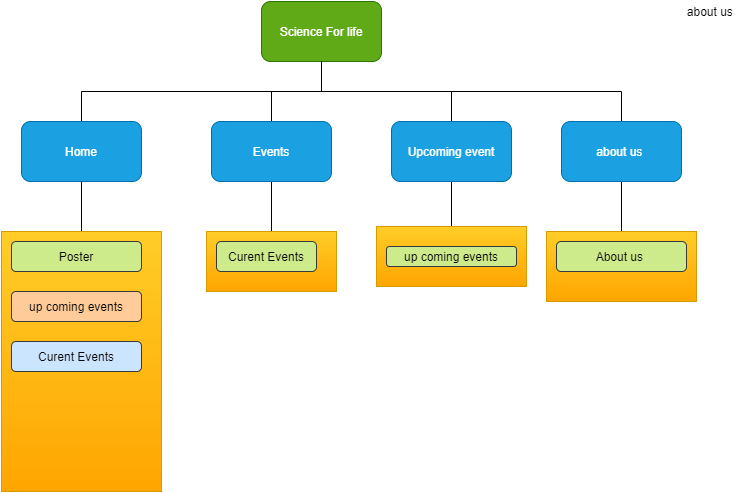 about us
Science For life
Home
Events
Upcoming event
about us
Poster
up coming events
Curent Events
Curent Events
up coming events
About us